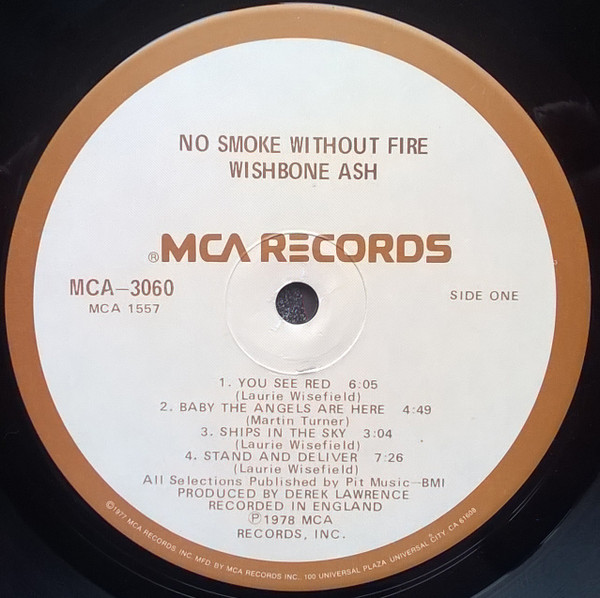 NO SMOKE WITHOUT FIRE
WISHBONE ASH
®MCA RECORDS
MCA-3060
MCA 1557
SIDE ONE
1. YOU SEE RED 6:05
(Laurie Wisefield)
2. BABY THE ANGELS ARE HERE 4:49
(Martin Turner)
3. SHIPS IN THE SKY 3:04
(Laurie Wisefield)
4. STAND AND DELIVER 7:26
(Laurie Wisefield)
All Selections Published by Pit Music-BMI
PRODUCED BY DEREK LAWRENCE
RECORDED IN ENGLAND
℗1978 MCA
RECORDS, INC.
©1977 MCA RECORDS, INC. MFD. BY MCA RECORDS INC., 100 UNIVERSAL PLAZA, UNIVERSAL CITY, CA. 91608